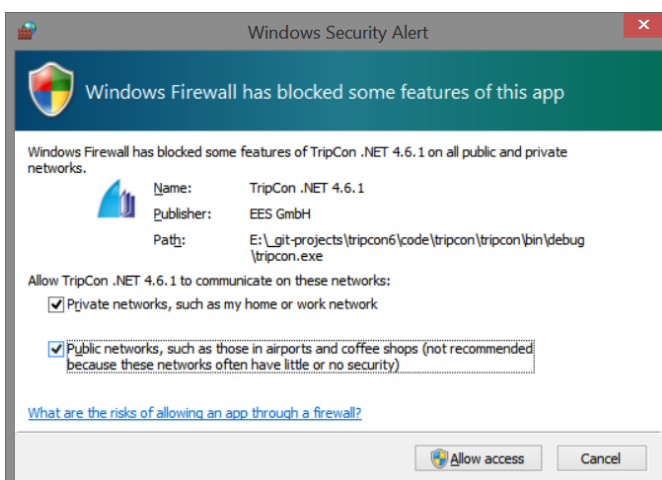 Windows Security Alert
Windows Firewall has blocked some features of this app
Windows Firewall has blocked some features of TripCon .NET 4.6.1 on all public and private
networks.
Name: TripCon .NET 4.6.1
Publisher: EES GmbH
Path: E:\_git-projects\tripcon6\code\tripcon\tripcon\bin\debug
\tripcon.exe
Allow TripCon .NET 4.6.1 to communicate on these networks:
Private networks, such as my home or work network
Public networks, such as those in airports and coffee shops (not recommended
because these networks often have little or no security)
What are the risks of allowing an app through a firewall?
Allow access Cancel